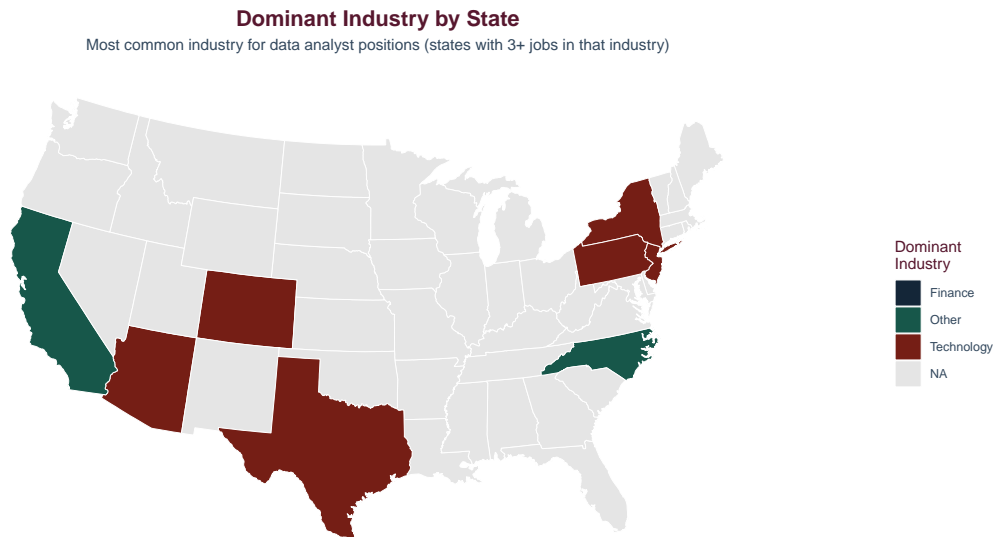 Dominant Industry by State
Most common industry for data analyst positions (states with 3+ jobs in that industry)
Dominant
Industry
Finance
Other
Technology
NA